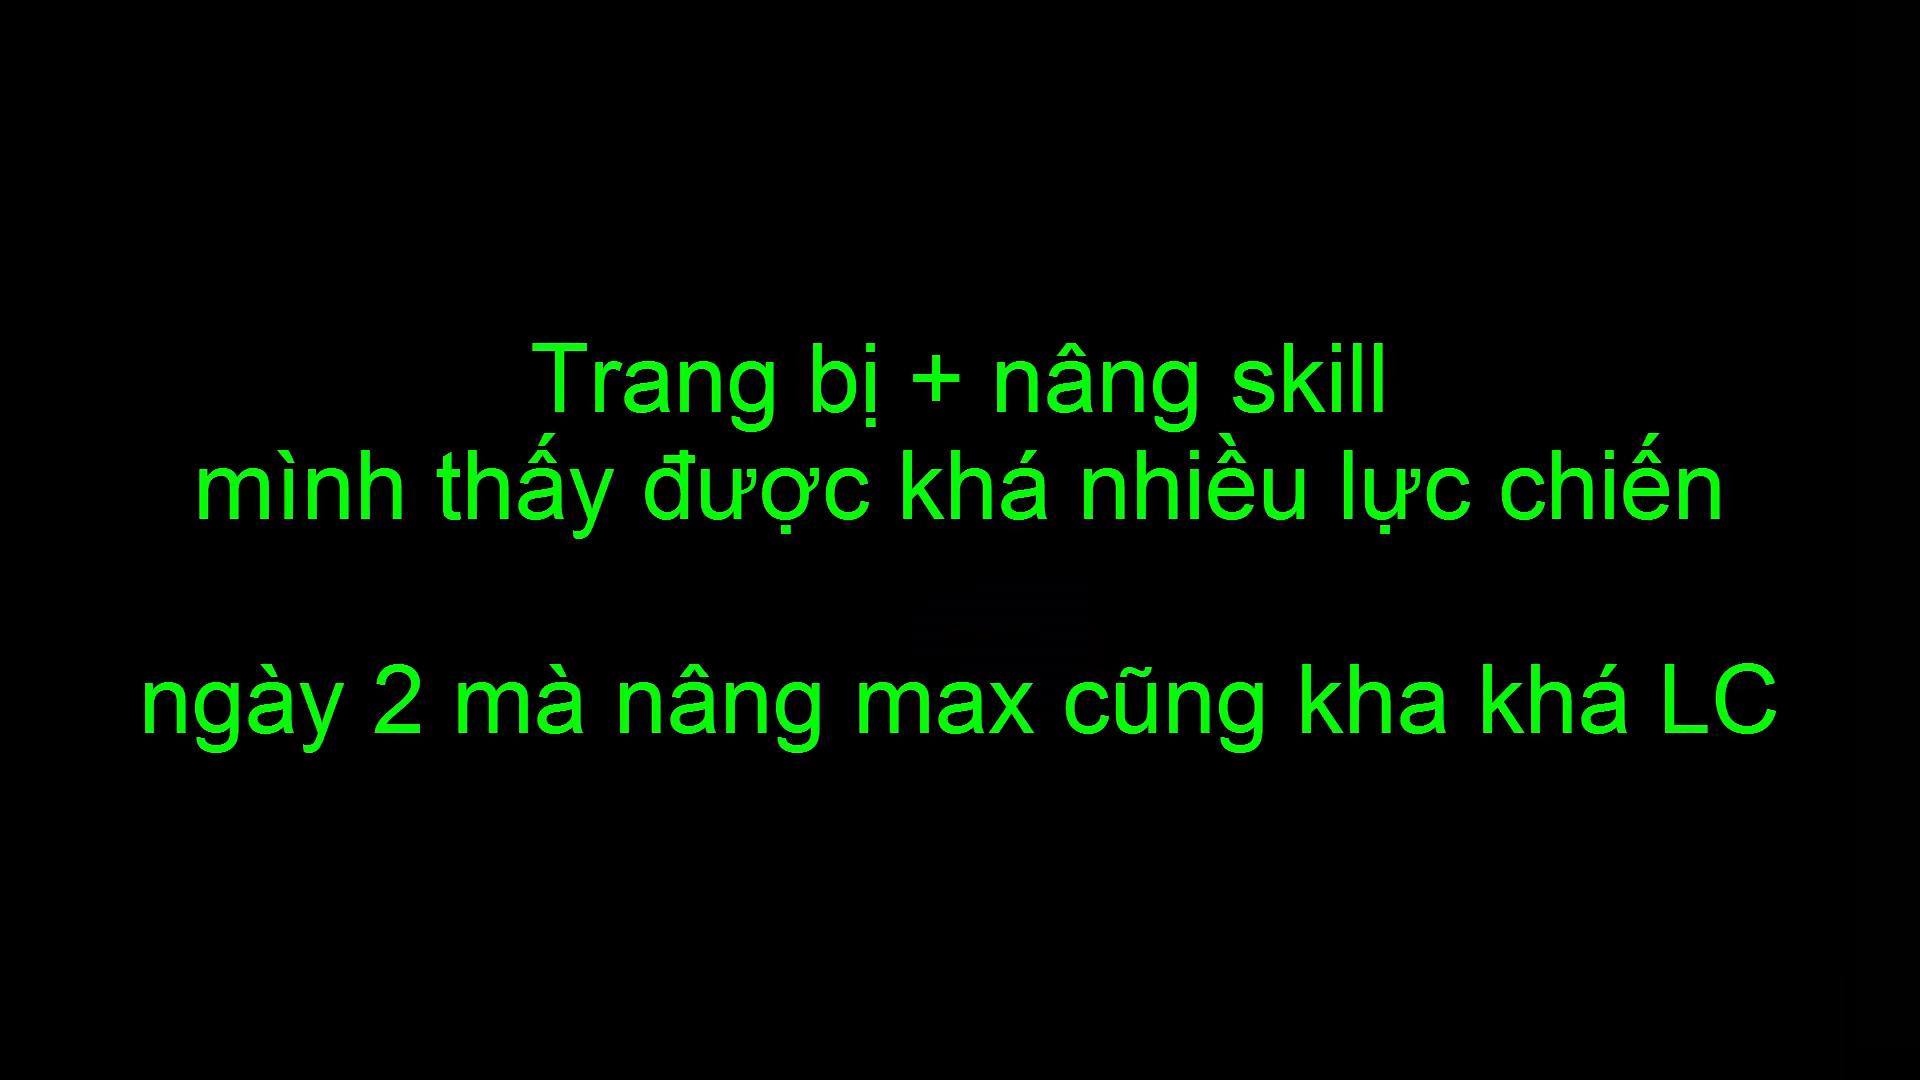 Trang bị + nâng skill
mình thấy được khá nhiều lực chiến
ngày 2 mà nâng max cũng kha khá LC